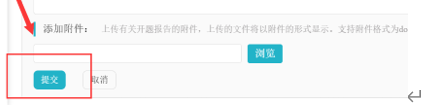 添加附件： 上传有关开题报告的附件，上传的文件将以附件的形式显示。支持附件格式为do
浏览
提交 取消